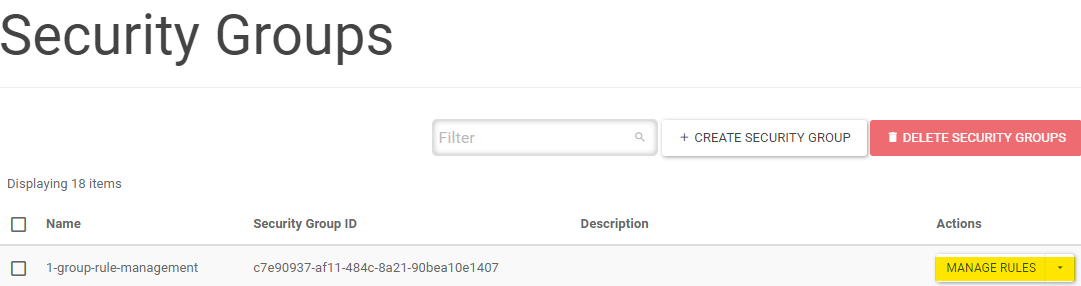 Security Groups
Filter
+ CREATE SECURITY GROUP
DELETE SECURITY GROUPS
Displaying 18 items
Name Security Group ID Description Actions
1-group-rule-management c7e90937-af11-484c-8a21-90bea10e1407 MANAGE RULES